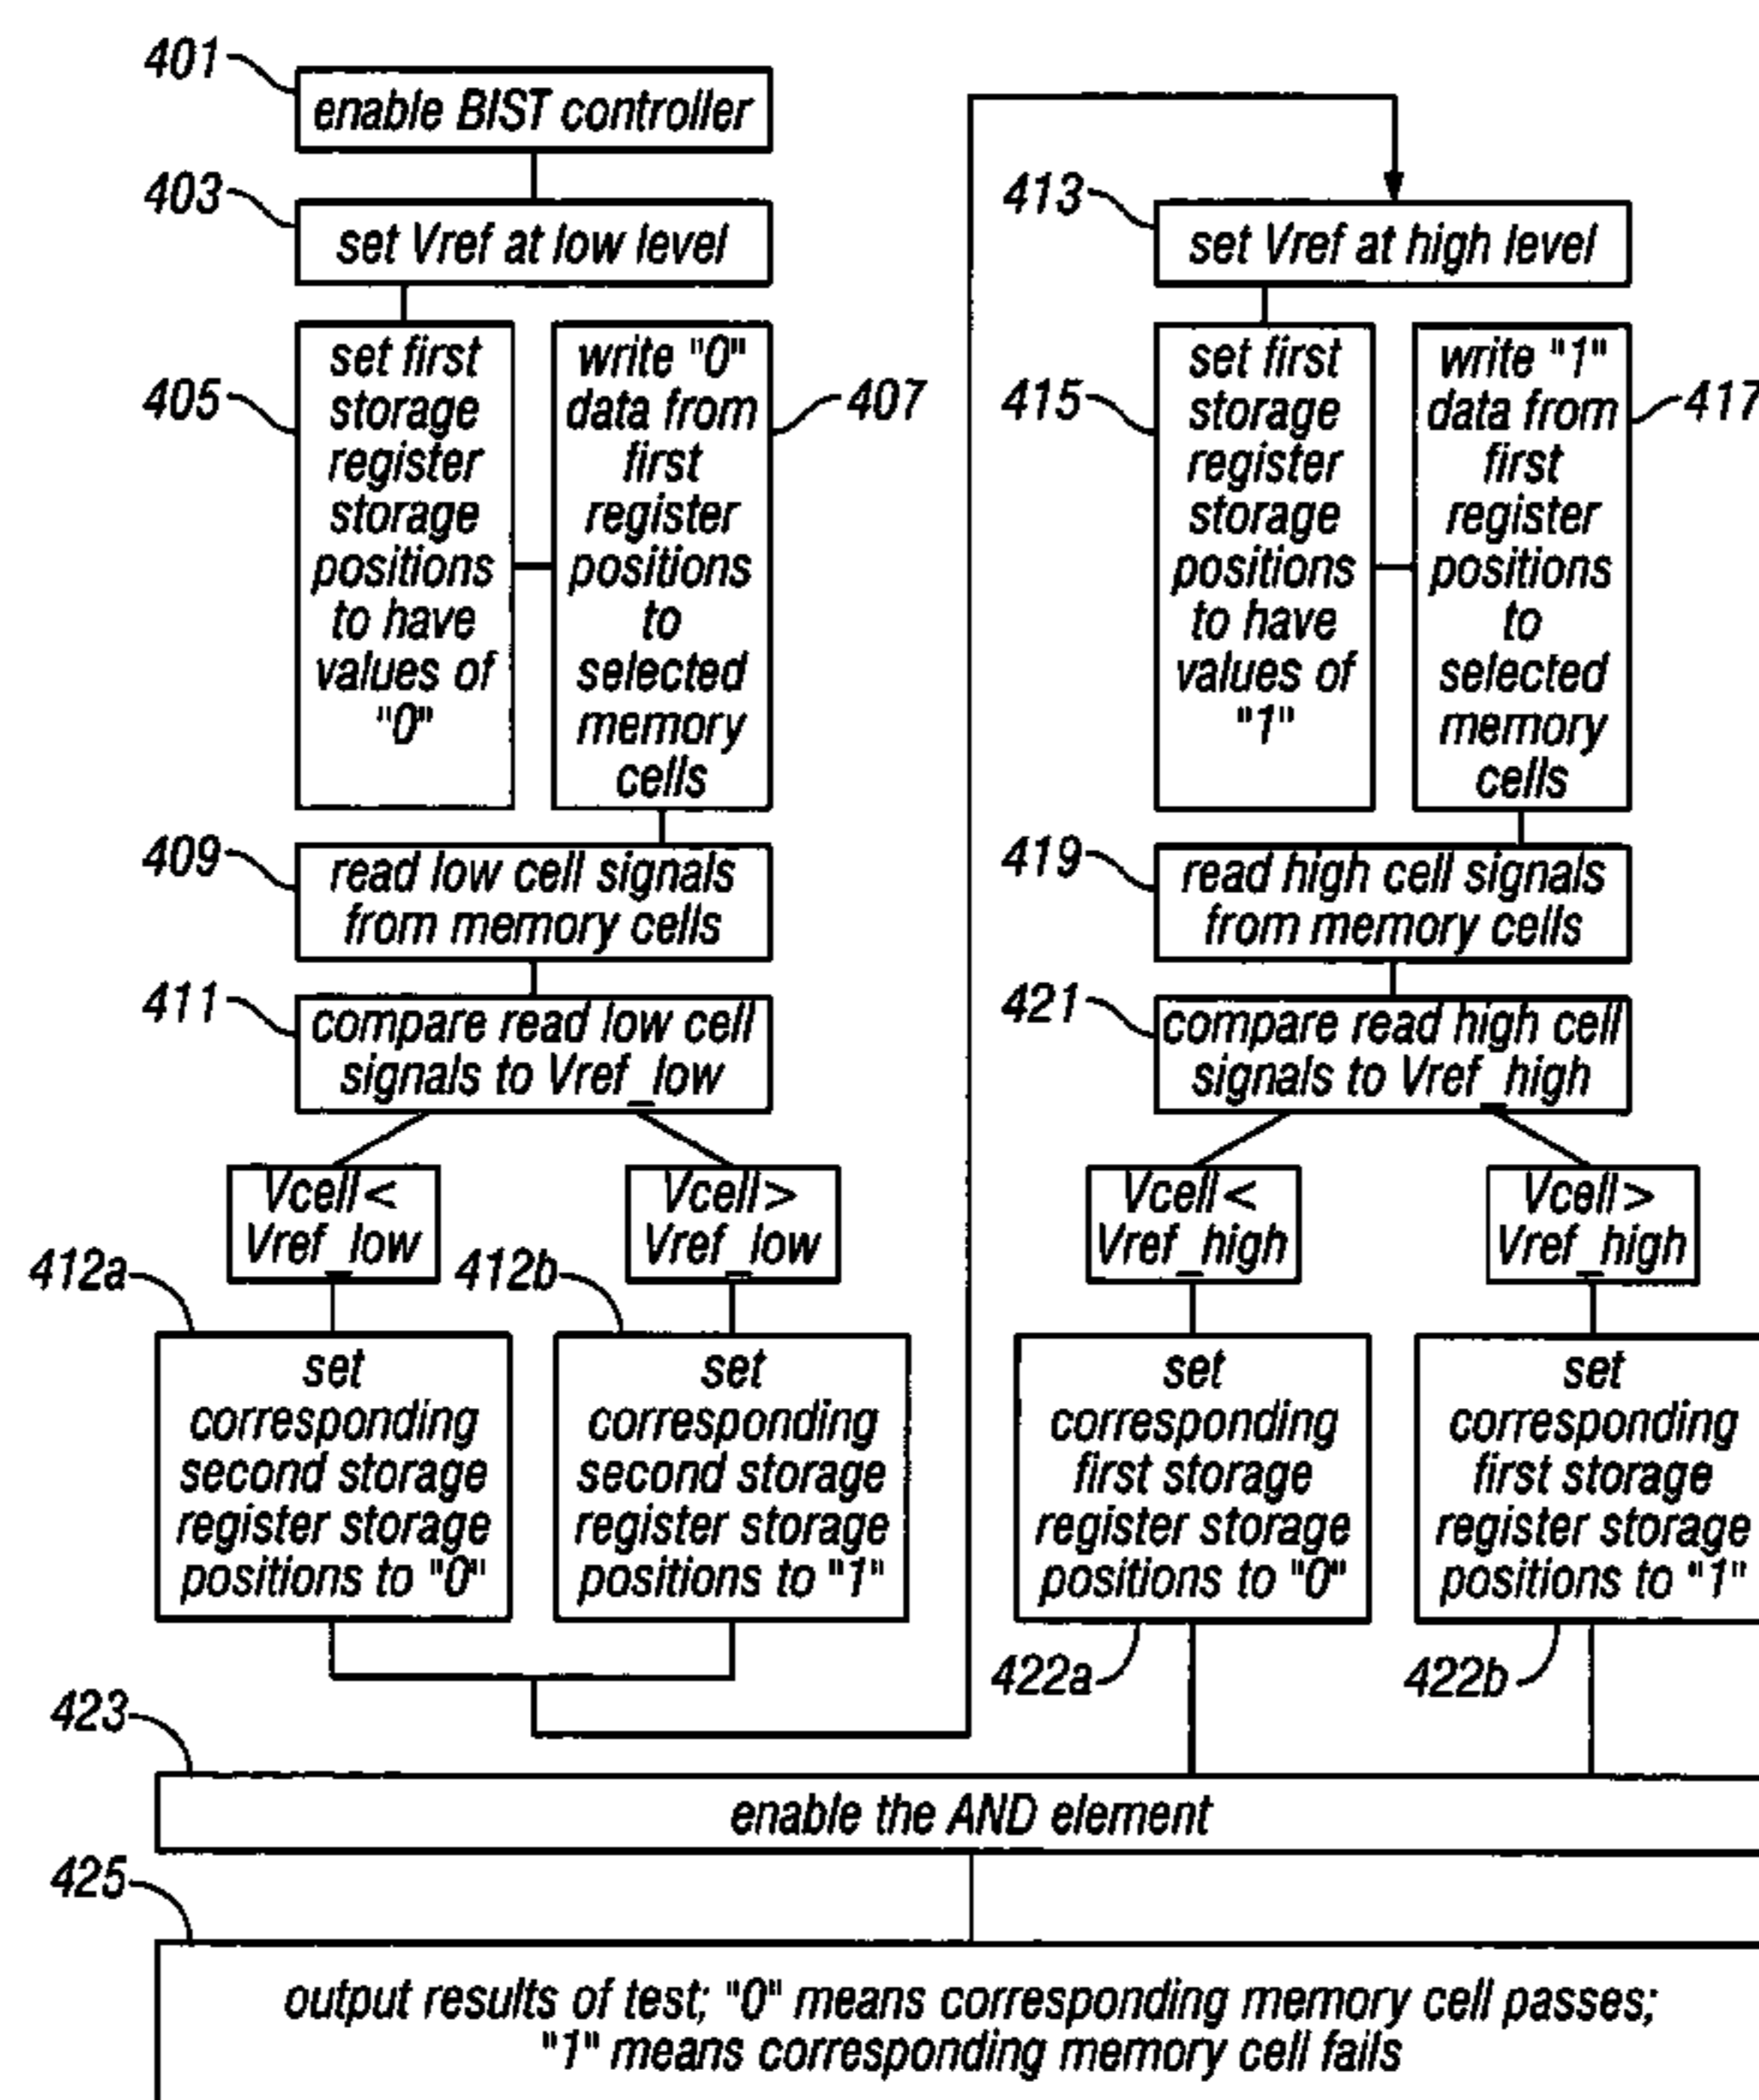 401
enable BIST controller
403
set Vref at low level
405
set first
storage
register
storage
positions
to have
values of
"0"
407
write "0"
data from
first
register
positions
to
selected
memory
cells
409
read low cell signals
from memory cells
411
compare read low cell
signals to Vref_low
Vcell<
Vref_low
Vcell>
Vref_low
412a
set
corresponding
second storage
register storage
positions to "0"
412b
set
corresponding
second storage
register storage
positions to "1"
413
set Vref at high level
415
set first
storage
register
storage
positions
to have
values of
"1"
417
write "1"
data from
first
register
positions
to
selected
memory
cells
419
read high cell signals
from memory cells
421
compare read high cell
signals to Vref_high
Vcell<
Vref_high
Vcell>
Vref_high
set
corresponding
first storage
register storage
positions to "0"
422a
set
corresponding
first storage
register storage
positions to "1"
422b
423
enable the AND element
425
output results of test; "0" means corresponding memory cell passes;
"1" means corresponding memory cell fails